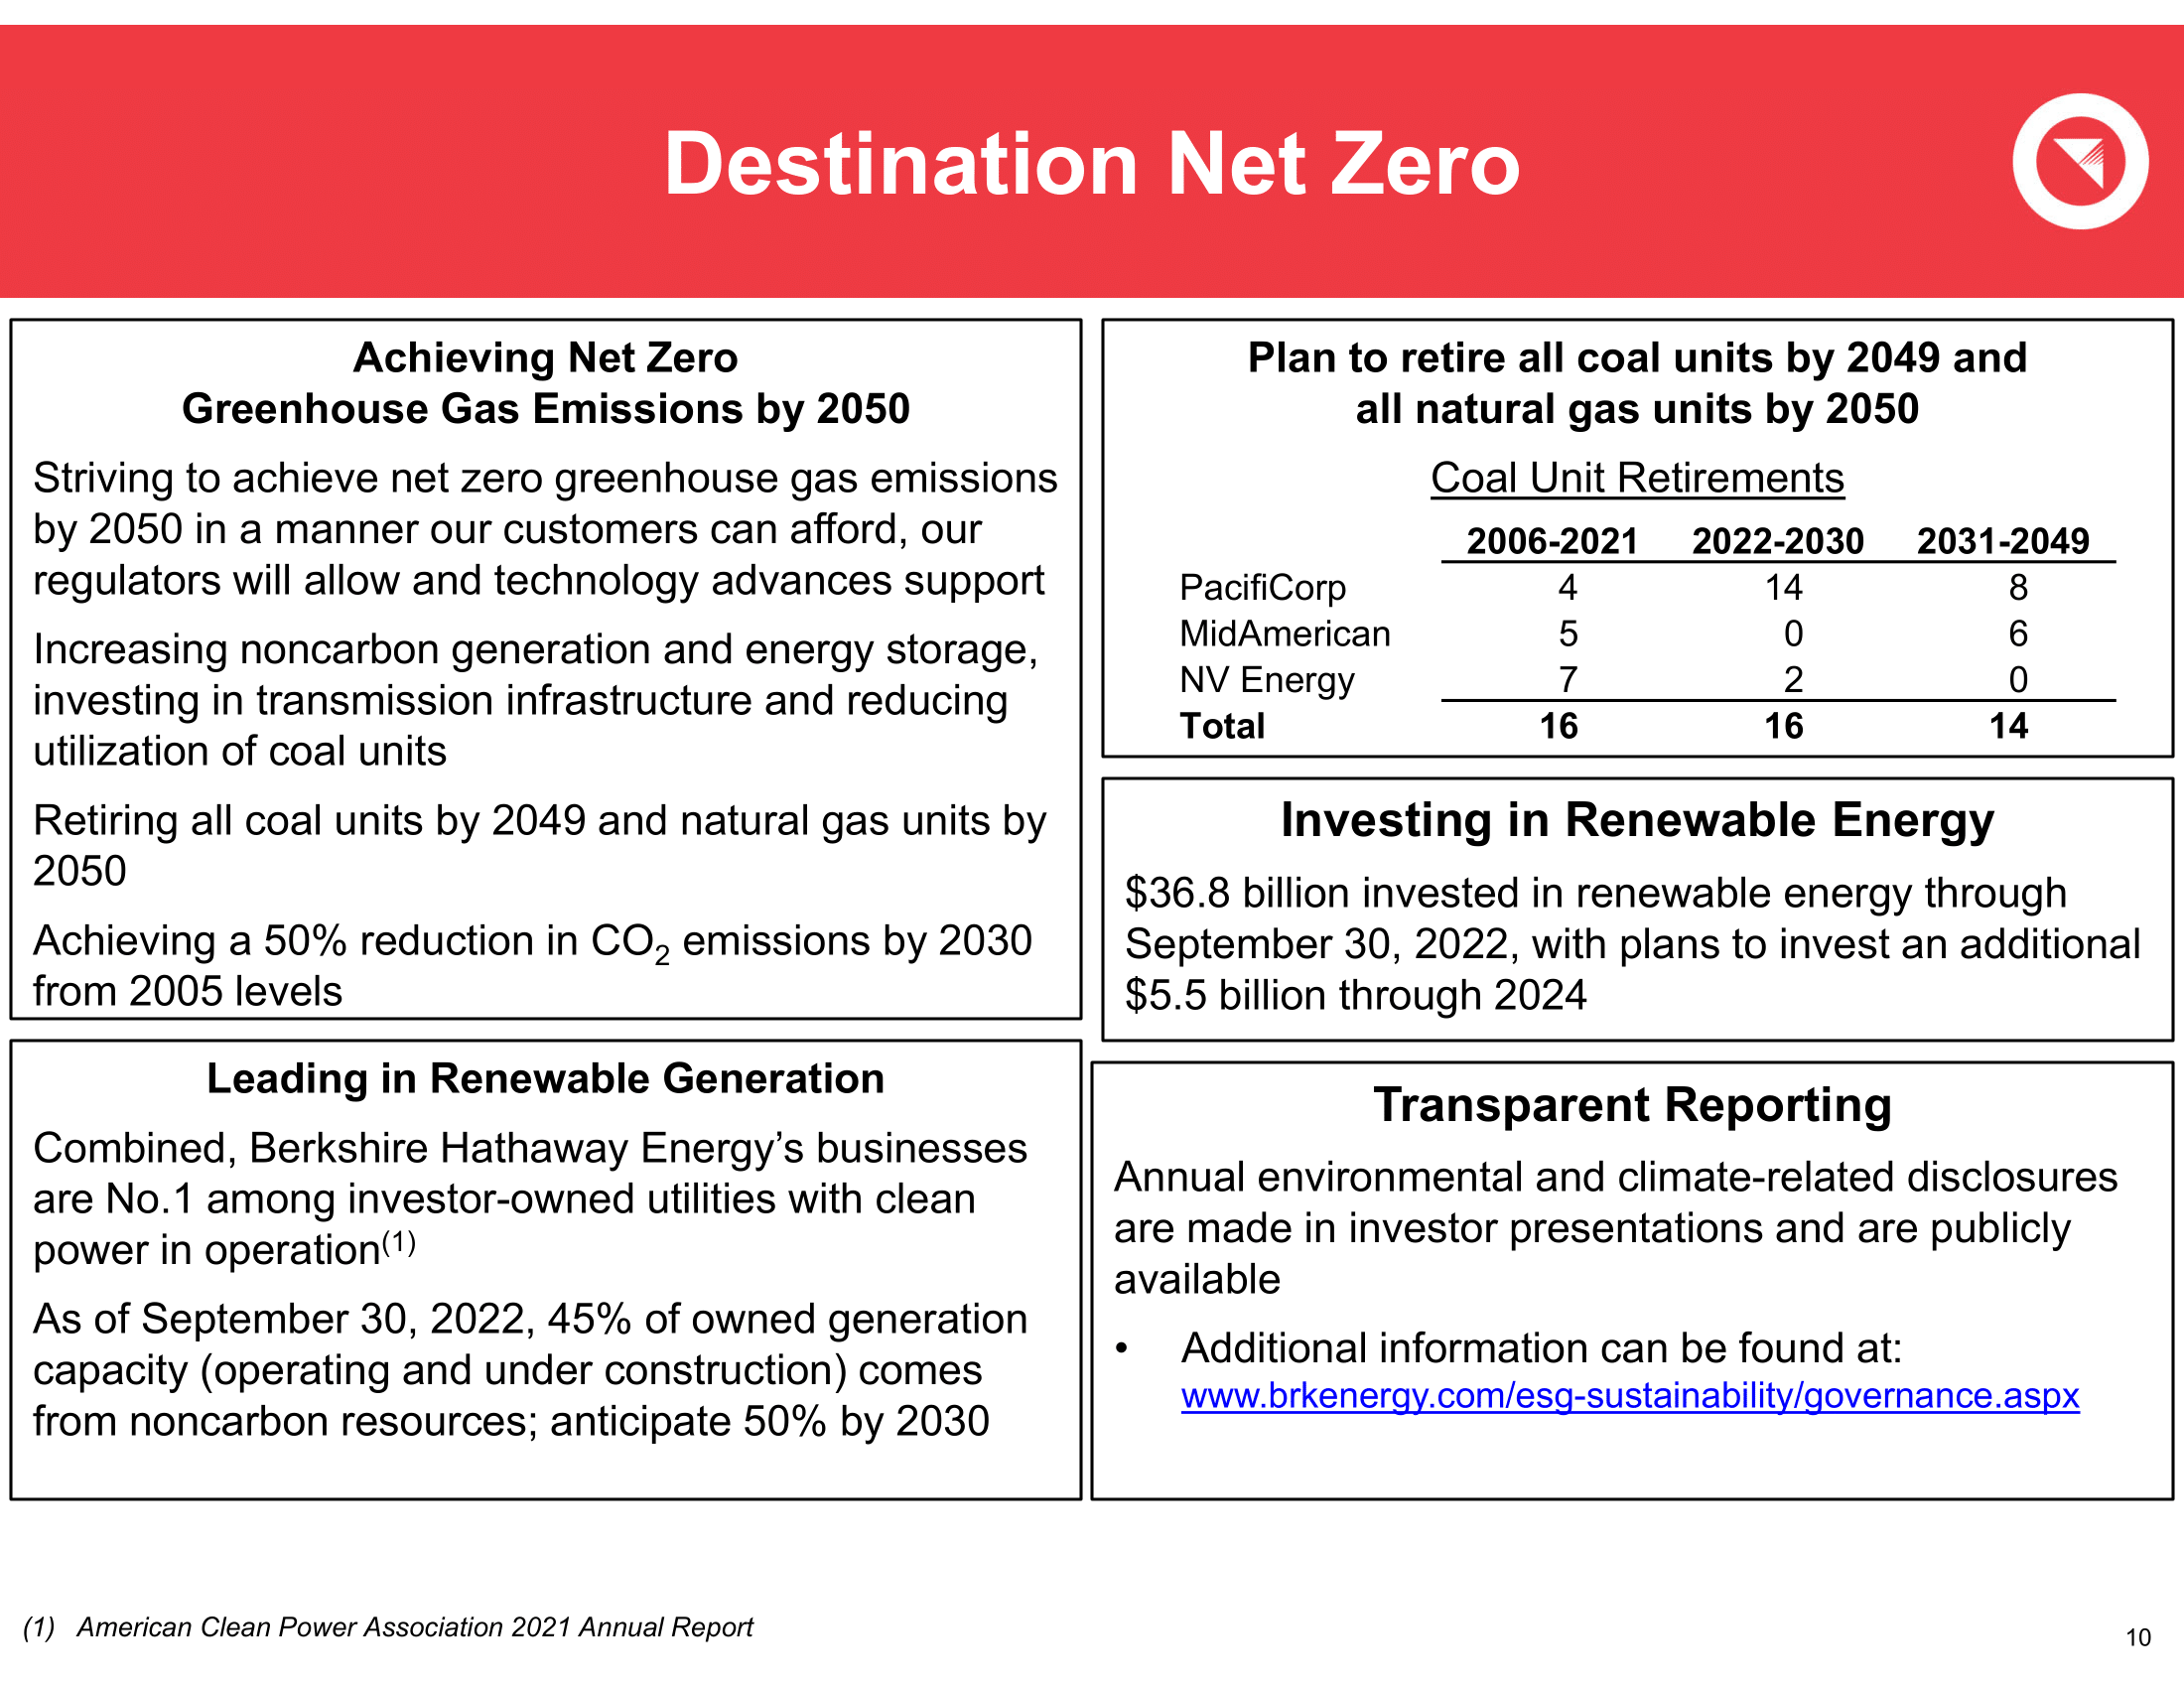 Destination Net Zero
Achieving Net Zero
Greenhouse Gas Emissions by 2050
Striving to achieve net zero greenhouse gas emissions
by 2050 in a manner our customers can afford, our
regulators will allow and technology advances support
Increasing noncarbon generation and energy storage,
investing in transmission infrastructure and reducing
utilization of coal units
Retiring all coal units by 2049 and natural gas units by
2050
Achieving a 50% reduction in CO₂ emissions by 2030
from 2005 levels
Leading in Renewable Generation
Combined, Berkshire Hathaway Energy’s businesses
are No.1 among investor-owned utilities with clean
power in operation(1)
As of September 30, 2022, 45% of owned generation
capacity (operating and under construction) comes
from noncarbon resources; anticipate 50% by 2030
Plan to retire all coal units by 2049 and
all natural gas units by 2050
Coal Unit Retirements
2006-2021 2022-2030 2031-2049
PacifiCorp 4 14 8
MidAmerican 5 0 6
NV Energy 7 2 0
Total 16 16 14
Investing in Renewable Energy
$36.8 billion invested in renewable energy through
September 30, 2022, with plans to invest an additional
$5.5 billion through 2024
Transparent Reporting
Annual environmental and climate-related disclosures
are made in investor presentations and are publicly
available
• Additional information can be found at:
www.brkenergy.com/esg-sustainability/governance.aspx
(1) American Clean Power Association 2021 Annual Report
10